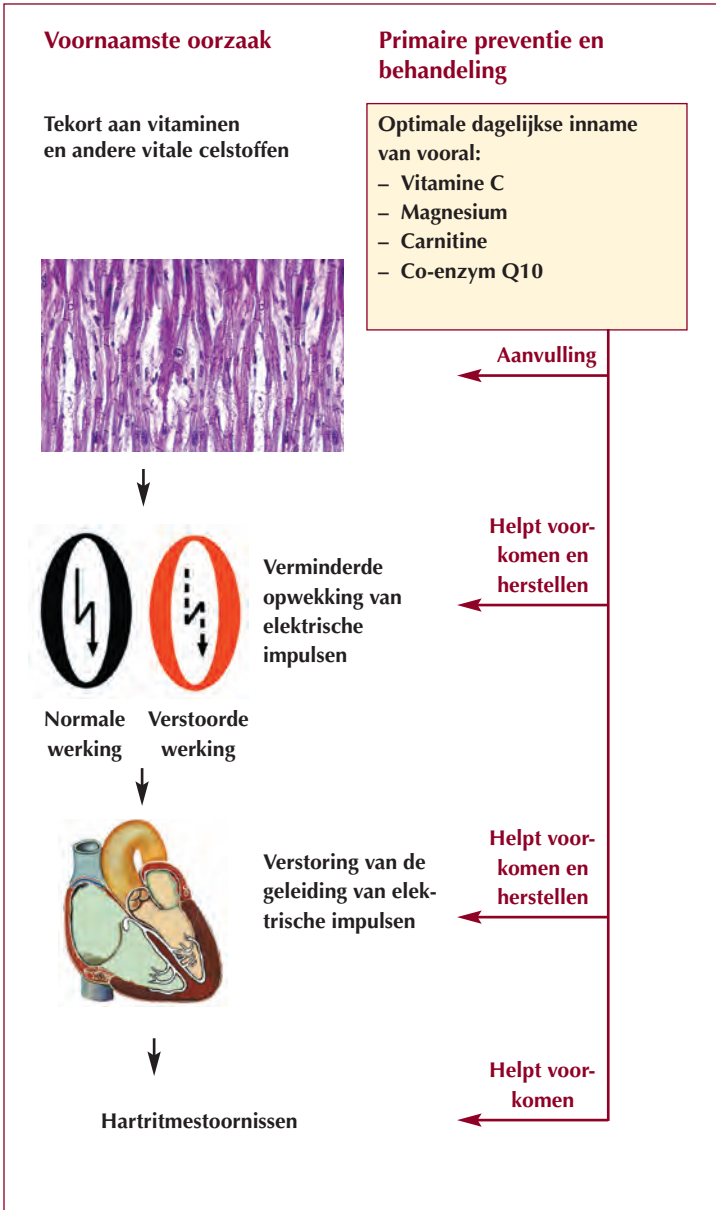 Voornaamste oorzaak
Primaire preventie en
behandeling
Tekort aan vitaminen
en andere vitale celstoffen
Optimale dagelijkse inname
van vooral:
– Vitamine C
– Magnesium
– Carnitine
– Co-enzym Q10
Aanvulling
Helpt voor-
komen en
herstellen
Verminderde
opwekking van
elektrische
impulsen
Normale
werking
Verstoorde
werking
Helpt voor-
komen en
herstellen
Verstoring van de
geleiding van elek-
trische impulsen
Helpt voor-
komen
Hartritmestoornissen